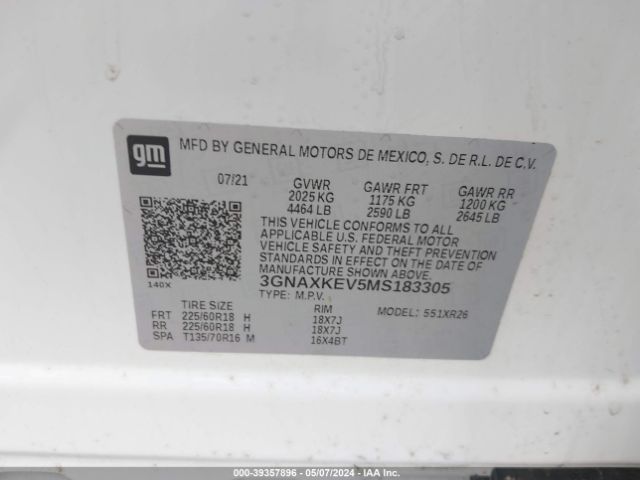 gm
MFD BY GENERAL MOTORS DE MEXICO, S. DE R.L. DE C.V.
07/21 GVWR GAWR FRT GAWR RR
2025 KG 1175 KG 1200 KG
4464 LB 2590 LB 2645 LB
THIS VEHICLE CONFORMS TO ALL
APPLICABLE U.S. FEDERAL MOTOR
VEHICLE SAFETY AND THEFT PREVENTION
STANDARDS IN EFFECT ON THE DATE OF
MANUFACTURE SHOWN ABOVE.
140X 3GNAXKEV5MS183305
TYPE: M.P.V. MODEL: 551XR26
TIRE SIZE RIM
FRT 225/60R18 H 18X7J
RR 225/60R18 H 18X7J
SPA T135/70R16 M 16X4BT
000-39357896 - 05/07/2024 - IAA Inc.